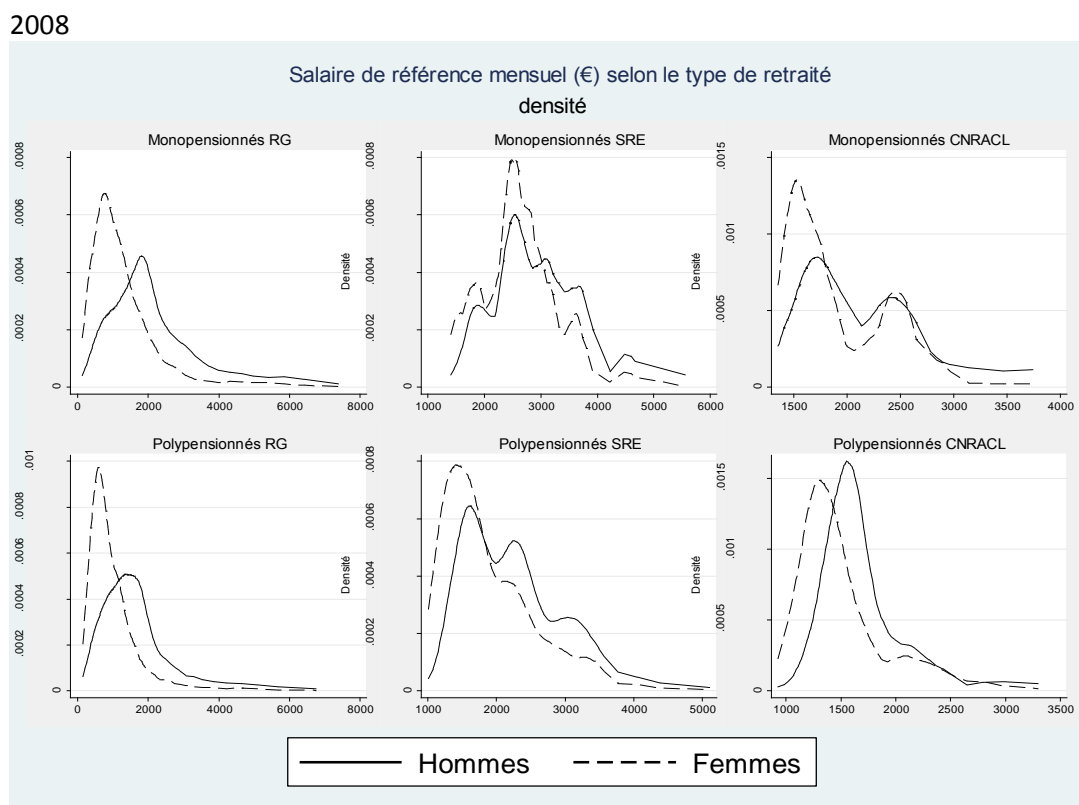 2008
Salaire de référence mensuel (€) selon le type de retraité
densité
Monopensionnés RG
0 .0002 .0004 .0006 .0008
0 2000 4000 6000 8000
Monopensionnés SRE
Densité
0 .0002 .0004 .0006 .0008
1000 2000 3000 4000 5000 6000
Monopensionnés CNRACL
0 .0005 .001 .0015
1500 2000 2500 3000 3500 4000
Polypensionnés RG
0 .0002 .0004 .0006 .0008 .001
0 2000 4000 6000 8000
Polypensionnés SRE
Densité
0 .0002 .0004 .0006 .0008
1000 2000 3000 4000 5000
Polypensionnés CNRACL
0 .0005 .001 .0015
1000 1500 2000 2500 3000 3500
Hommes Femmes